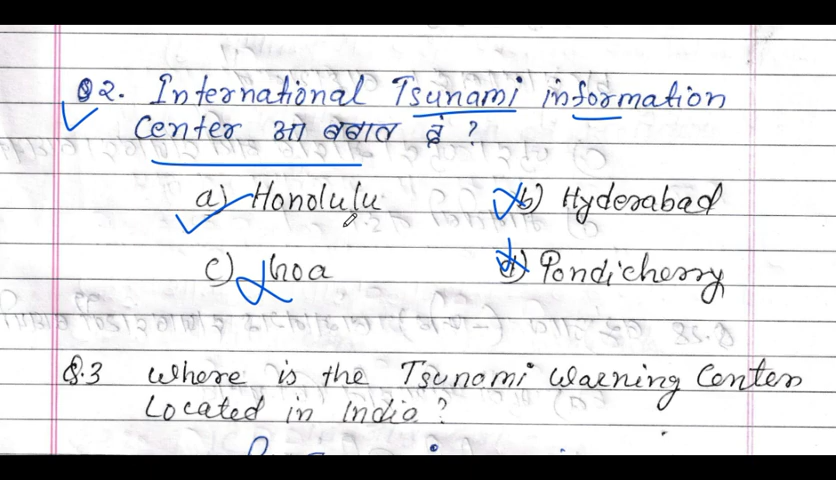 Q2. International Tsunami information
Center
a) Honolulu b) Hyderabad
c) Goa d) Pondicherry
Q.3 Where is the Tsunami Warning Center
Located in India?